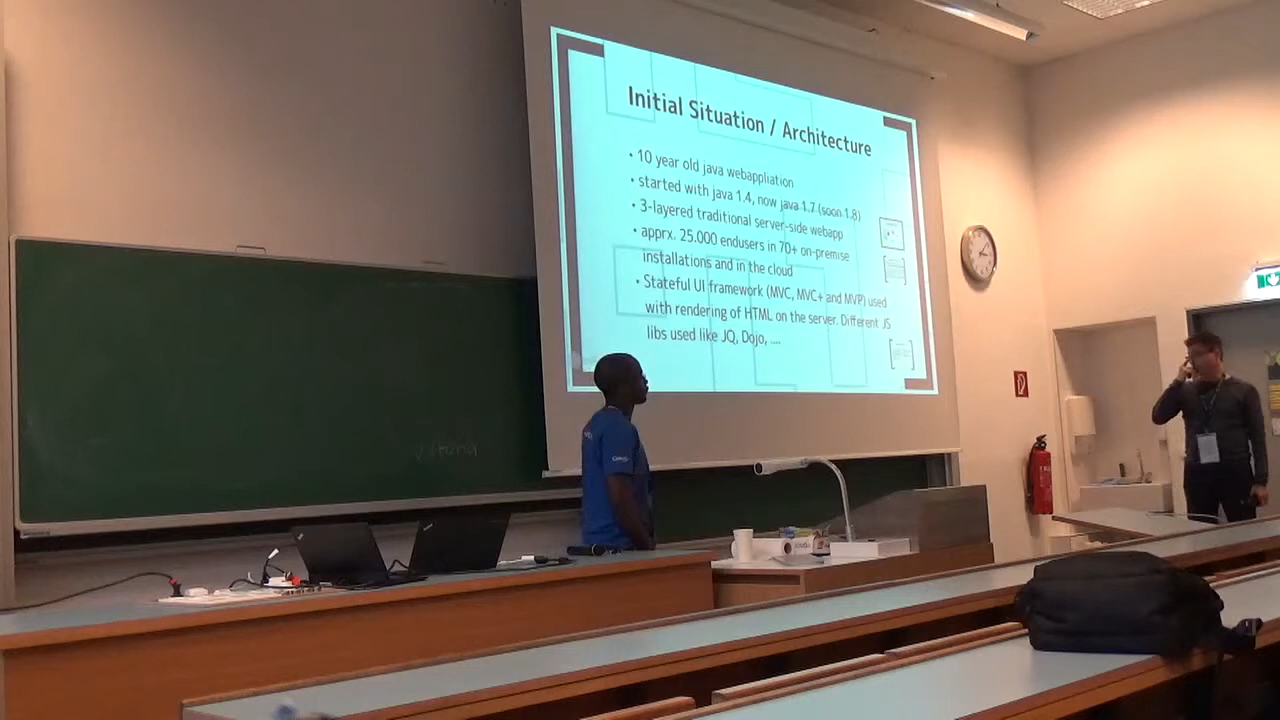 Initial Situation / Architecture
• 10 year old java webappliation
• started with java 1.4, now java 1.7 (soon 1.8)
• 3-layered traditional server-side webapp
• apprx. 25.000 endusers in 70+ on-premise
installations and in the cloud
• Stateful UI framework (MVC, MVC+ and MVP) used
with rendering of HTML on the server. Different JS
libs used like JQ, Dojo, ....